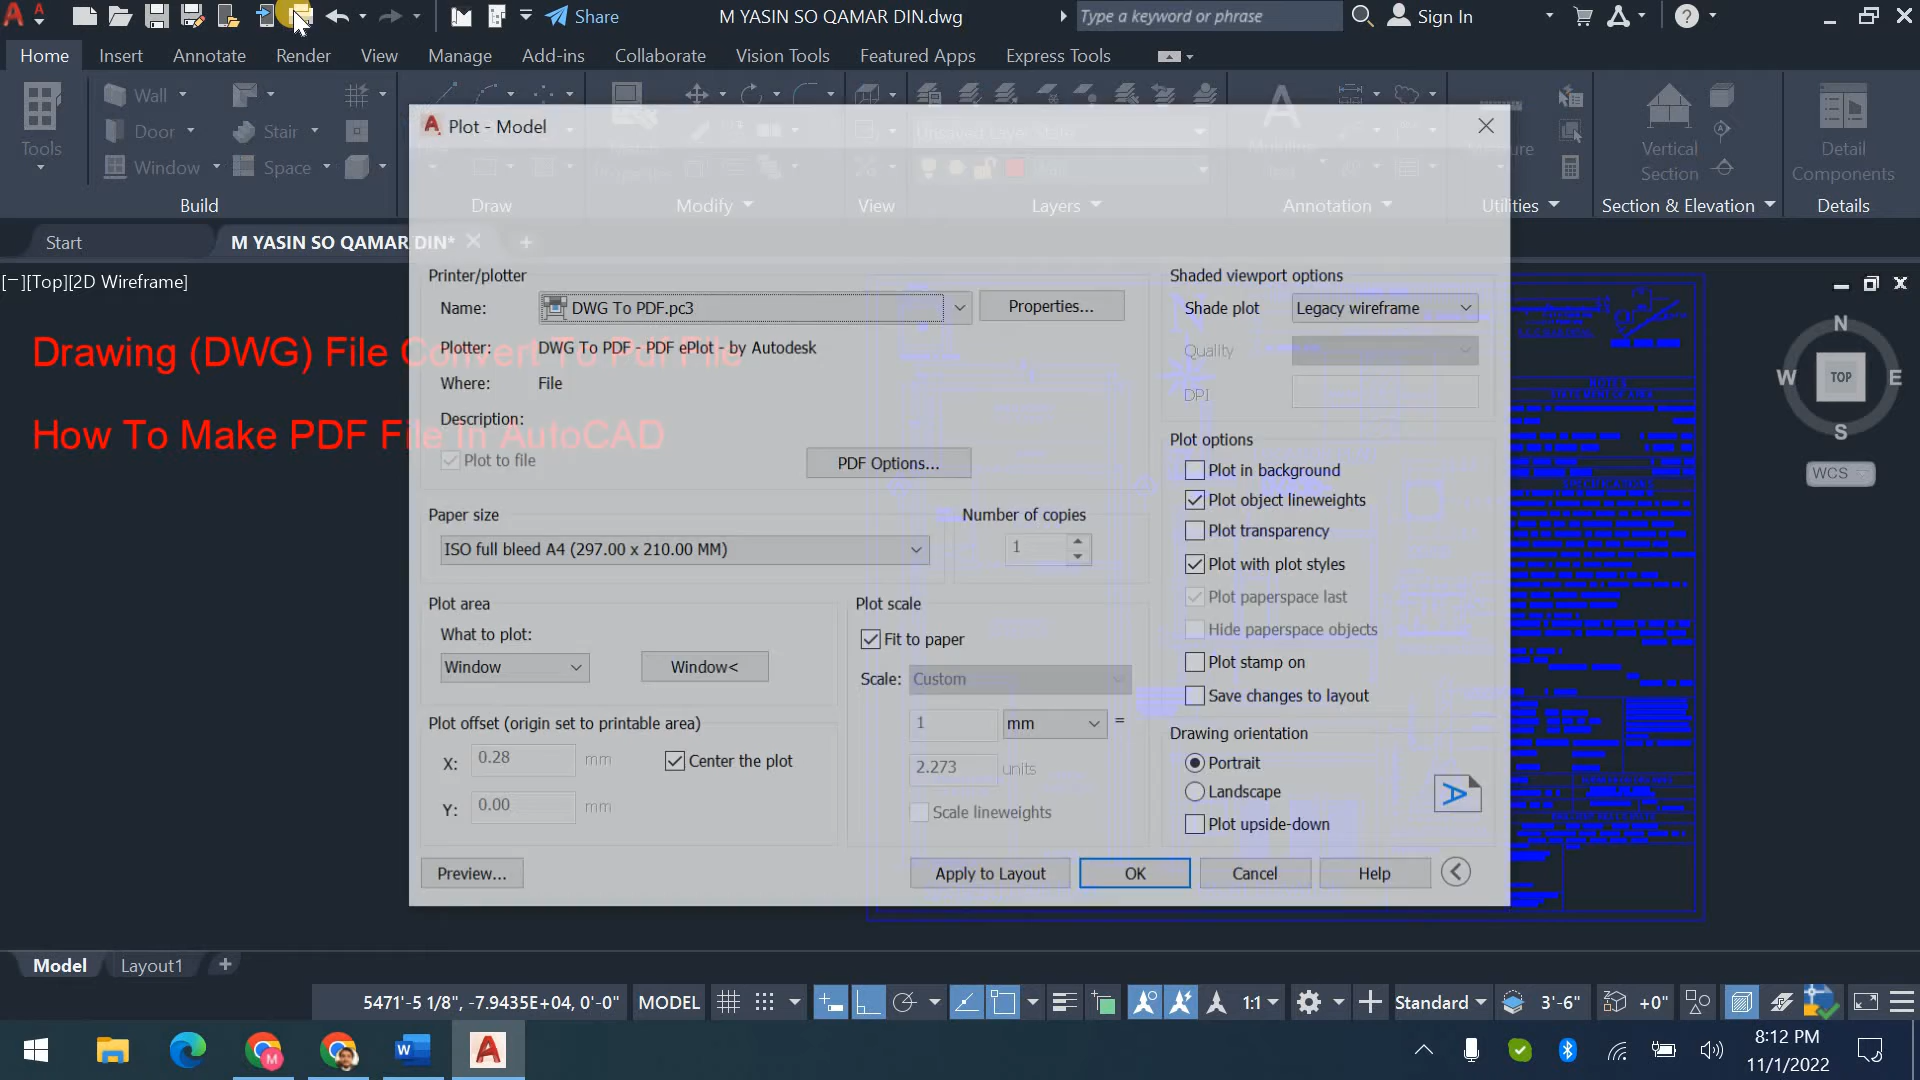 Share
M YASIN SO QAMAR DIN.dwg
Type a keyword or phrase
Sign In
Home
Insert
Annotate
Render
View
Manage
Add-ins
Collaborate
Vision Tools
Featured Apps
Express Tools
Tools
Wall
Door
Window
Stair
Space
Build
Draw
Modify
View
Unsaved Layer State
Layers
Annotation
Utilities
Vertical
Section
Section & Elevation
Detail
Components
Details
Start
M YASIN SO QAMAR DIN*
[−][Top][2D Wireframe]
Drawing (DWG) File Convert To Pdf File
How To Make PDF File In AutoCAD
Plot - Model
Printer/plotter
Name:
DWG To PDF.pc3
Properties...
Plotter:
DWG To PDF - PDF ePlot - by Autodesk
Where:
File
Description:
Plot to file
PDF Options...
Paper size
ISO full bleed A4 (297.00 x 210.00 MM)
Number of copies
1
Plot area
What to plot:
Window
Window<
Plot scale
Fit to paper
Scale:
Custom
1
mm
=
2.273
units
Scale lineweights
Plot offset (origin set to printable area)
X:
0.28
mm
Center the plot
Y:
0.00
mm
Shaded viewport options
Shade plot
Legacy wireframe
Quality
DPI
Plot options
Plot in background
Plot object lineweights
Plot transparency
Plot with plot styles
Plot paperspace last
Hide paperspace objects
Plot stamp on
Save changes to layout
Drawing orientation
Portrait
Landscape
Plot upside-down
A
Preview...
Apply to Layout
OK
Cancel
Help
N
W
TOP
E
S
WCS
Model
Layout1
5471'-5 1/8", -7.9435E+04, 0'-0"
MODEL
1:1
Standard
3'-6"
+0"
8:12 PM
11/1/2022